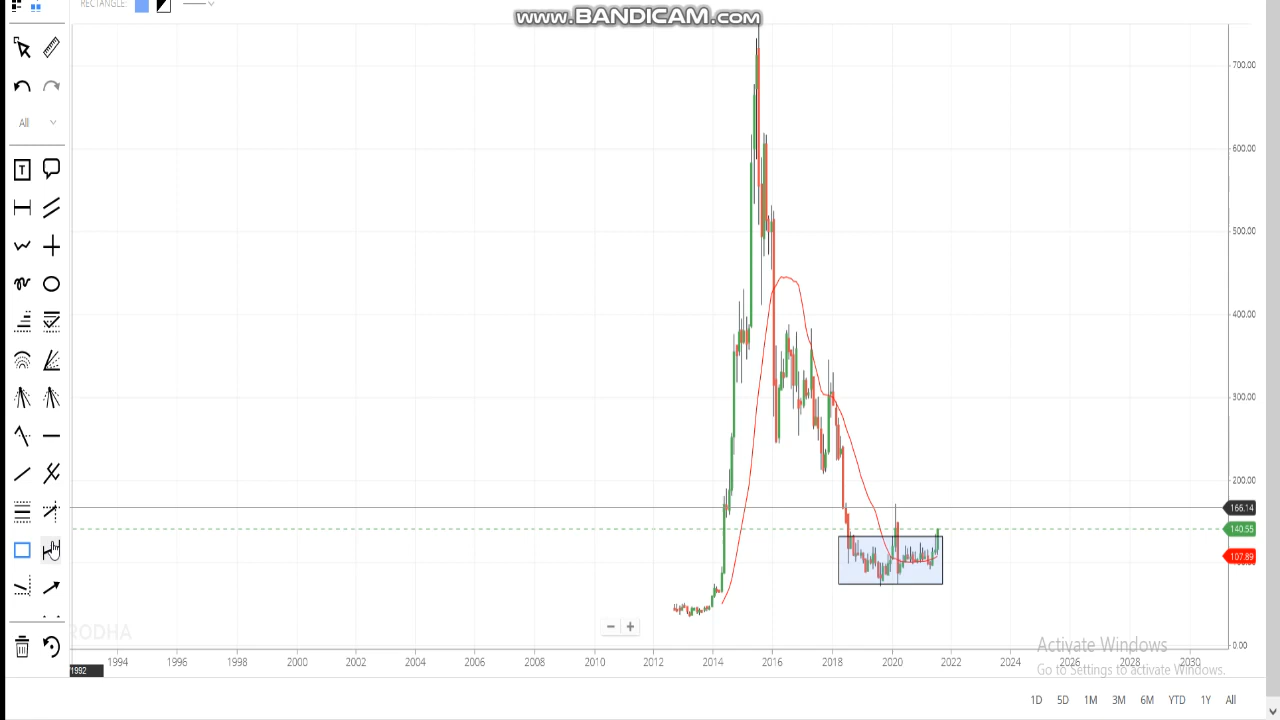 RECTANGLE:
www.BANDICAM.com
All
T
700.00
600.00
500.00
400.00
300.00
200.00
166.14
140.55
107.89
0.00
RODHA
Activate Windows
Go to Settings to activate Windows.
1992
1994 1996 1998 2000 2002 2004 2006 2008 2010 2012 2014 2016 2018 2020 2022 2024 2026 2028 2030
1D 5D 1M 3M 6M YTD 1Y All